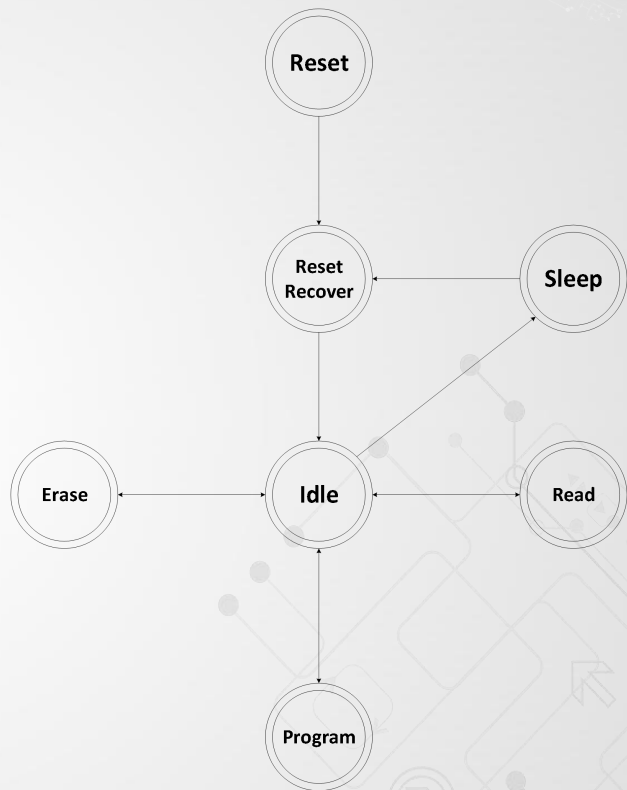 Reset
Reset
Recover
Sleep
Erase
Idle
Read
Program